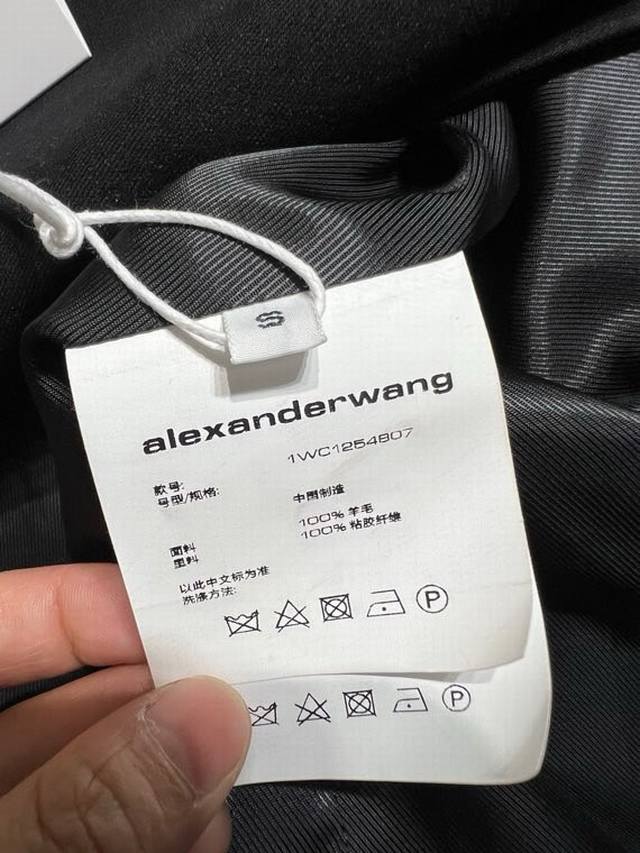 S
alexanderwang
款号: 1WC1254807
号型/规格:
中国制造
面料 100% 羊毛
里料 100% 粘胶纤维
以此中文标为准
洗涤方法:
P
P